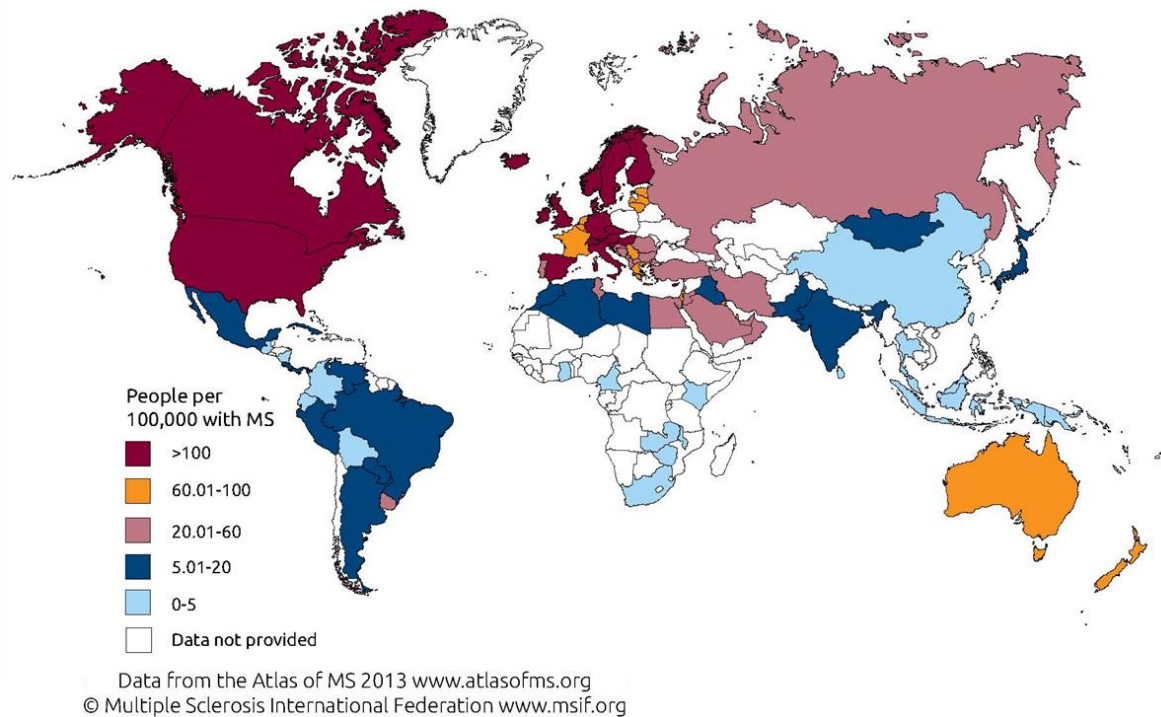 People per
100,000 with MS
>100
60.01-100
20.01-60
5.01-20
0-5
Data not provided
Data from the Atlas of MS 2013 www.atlasofms.org
© Multiple Sclerosis International Federation www.msif.org